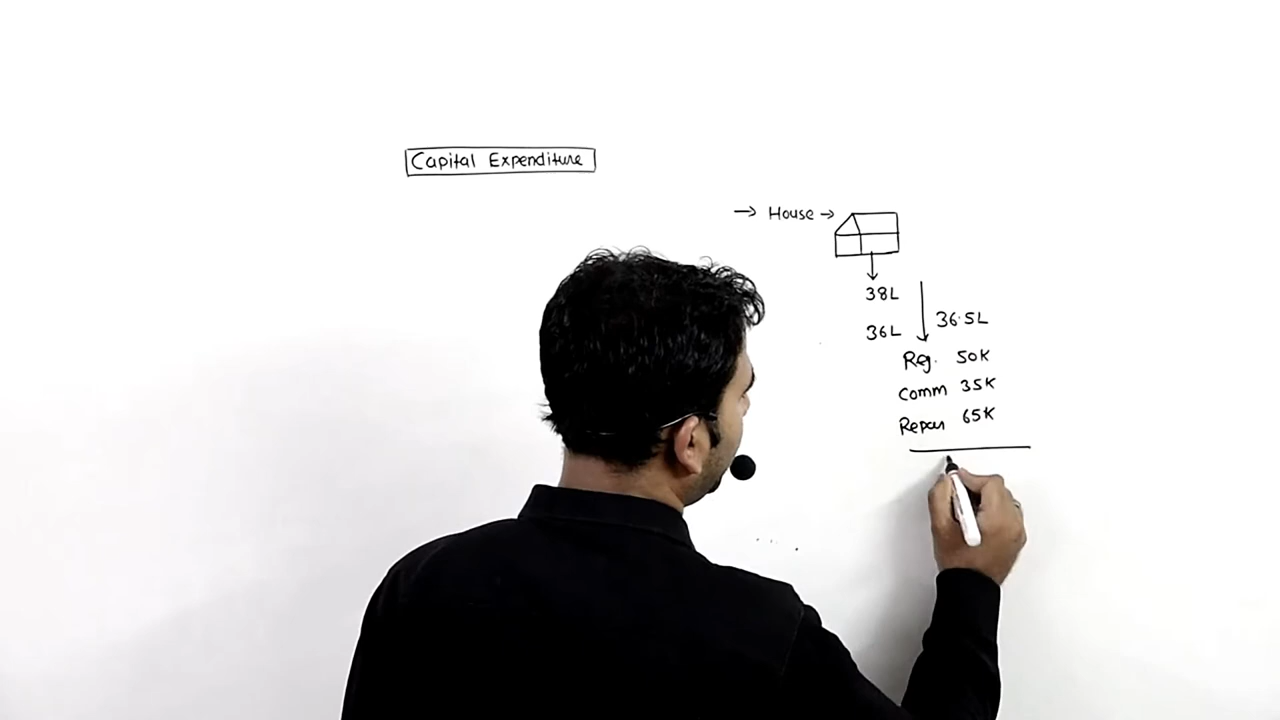 Capital Expenditure
→ House →
38L
36L
36.5L
Reg. 50K
Comm 35K
Repair 65K